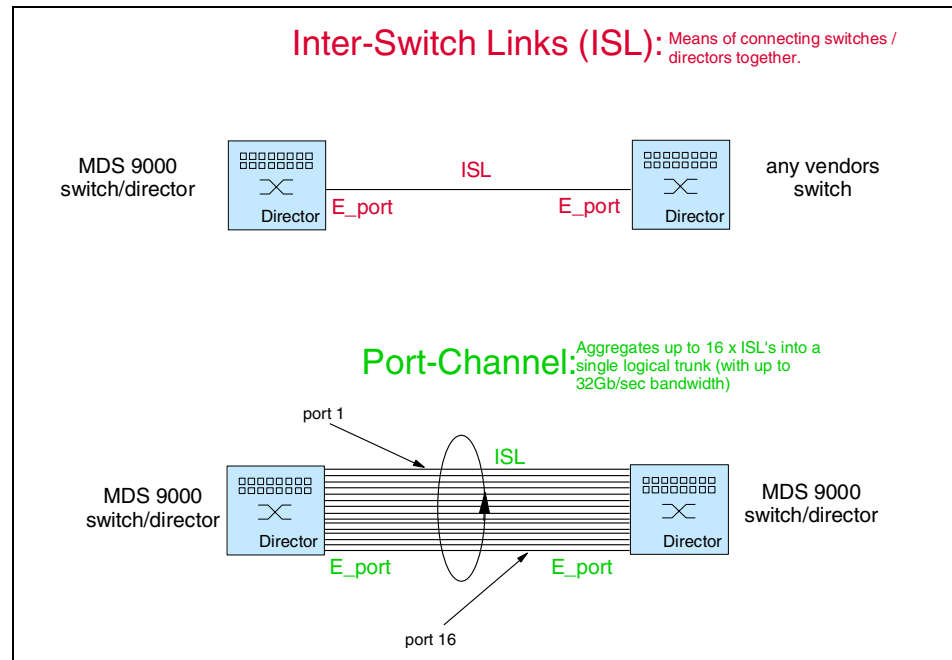 Inter-Switch Links (ISL): Means of connecting switches /
directors together.
MDS 9000
switch/director
Director
ISL
E_port
E_port
Director
any vendors
switch
Port-Channel: Aggregates up to 16 x ISL's into a
single logical trunk (with up to
32Gb/sec bandwidth)
port 1
ISL
MDS 9000
switch/director
Director
E_port
E_port
Director
MDS 9000
switch/director
port 16